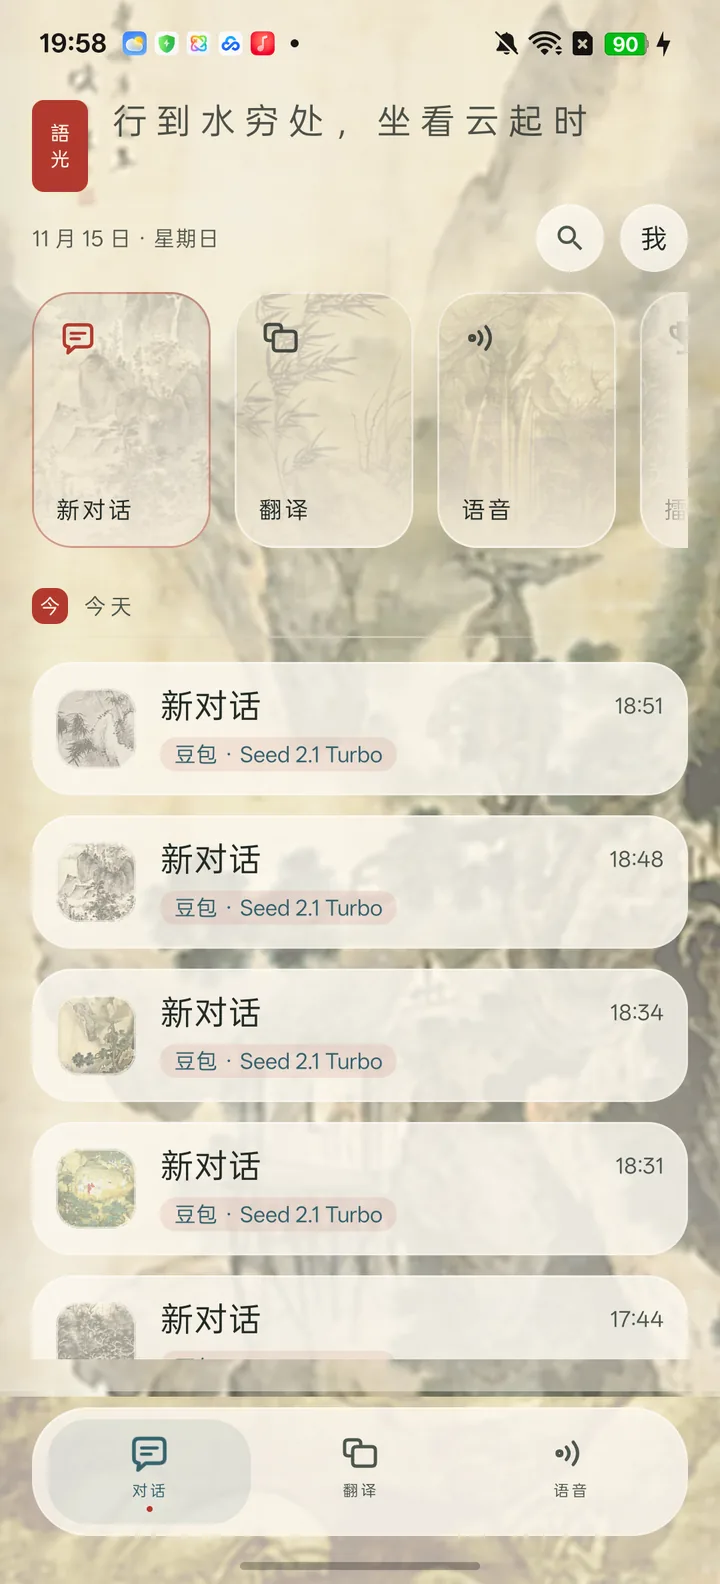 19:58
90
語光
行到水穷处，坐看云起时
11月15日·星期日
我
新对话
翻译
语音
擂
今 今天
新对话 18:51
豆包 · Seed 2.1 Turbo
新对话 18:48
豆包 · Seed 2.1 Turbo
新对话 18:34
豆包 · Seed 2.1 Turbo
新对话 18:31
豆包 · Seed 2.1 Turbo
新对话 17:44
对话
翻译
语音